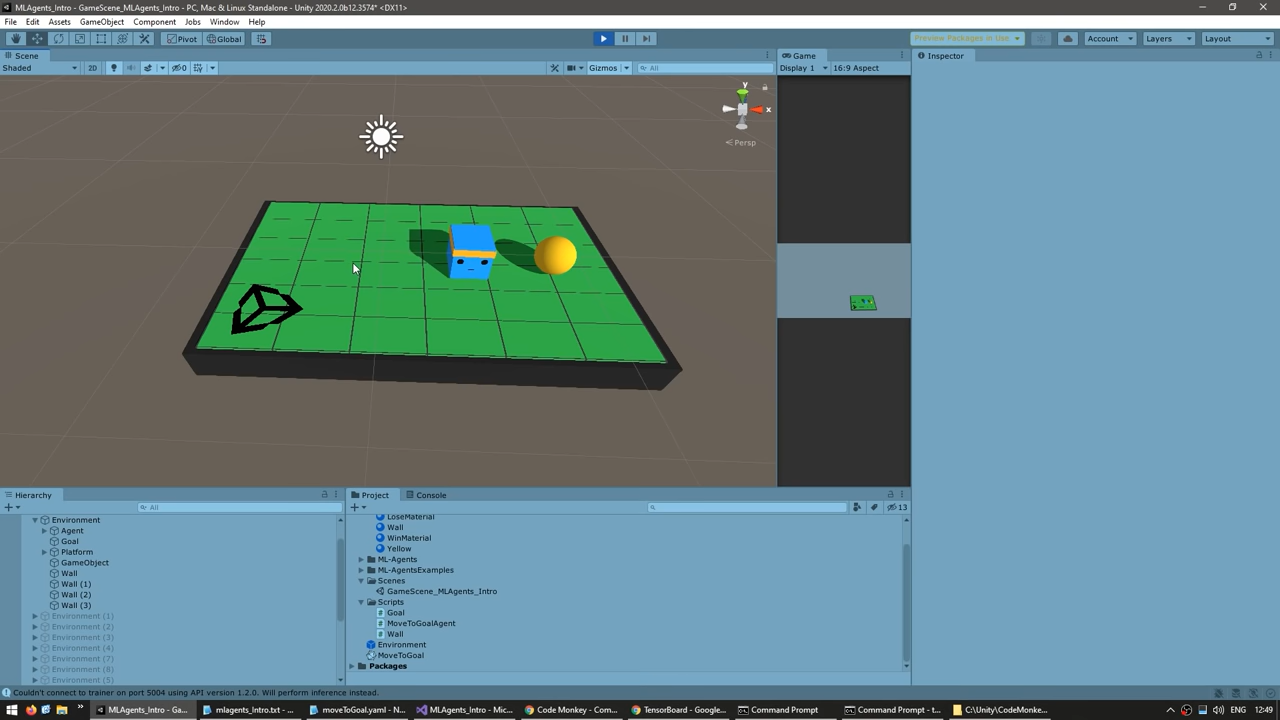 MLAgents_Intro - GameScene_MLAgents_Intro - PC, Mac & Linux Standalone - Unity 2020.2.0b12.3574* <DX11>
File Edit Assets GameObject Component Jobs Window Help
Pivot Global Preview Packages in Use Account Layers Layout
Scene Game Inspector
Shaded 2D 0 Gizmos All Display 1 16:9 Aspect
y
x
Persp
Hierarchy Project Console
All 13
Environment
Agent
Goal
Platform
GameObject
Wall
Wall (1)
Wall (2)
Wall (3)
Environment (1)
Environment (2)
Environment (3)
Environment (4)
Environment (7)
Environment (8)
Environment (5)
LoseMaterial
Wall
WinMaterial
Yellow
ML-Agents
ML-AgentsExamples
Scenes
GameScene_MLAgents_Intro
Scripts
Goal
MoveToGoalAgent
Wall
Environment
MoveToGoal
Packages
Couldn't connect to trainer on port 5004 using API version 1.2.0. Will perform inference instead.
MLAgents_Intro - Ga... mlagents_Intro.txt - ... moveToGoal.yaml - N... MLAgents_Intro - Mic... Code Monkey - Com... TensorBoard - Google... Command Prompt Command Prompt - t... C:\Unity\CodeMonke... ENG 12:49